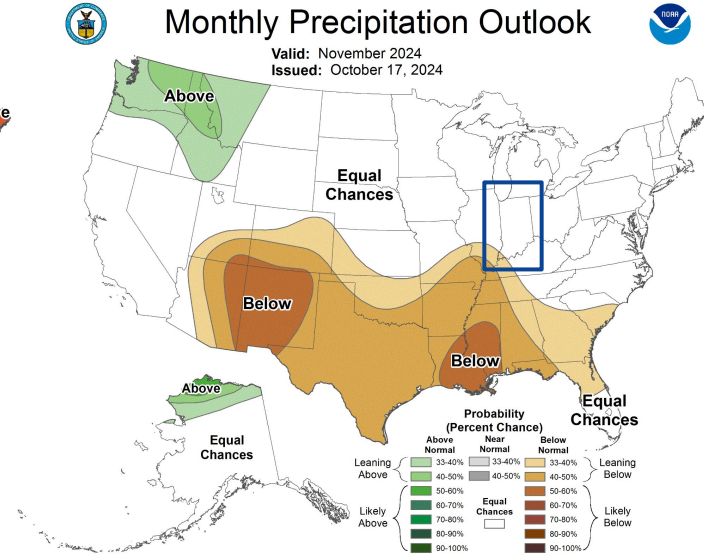 Monthly Precipitation Outlook
NOAA
Valid: November 2024
Issued: October 17, 2024
e
Above
Equal
Chances
Below
Below
Above
Equal
Chances
Equal
Chances
Probability
(Percent Chance)
Above
Normal
Near
Normal
Below
Normal
Leaning
Above
33-40%
40-50%
33-40%
40-50%
33-40%
40-50%
Leaning
Below
Likely
Above
50-60%
60-70%
70-80%
80-90%
90-100%
Equal
Chances
50-60%
60-70%
70-80%
80-90%
90-100%
Likely
Below